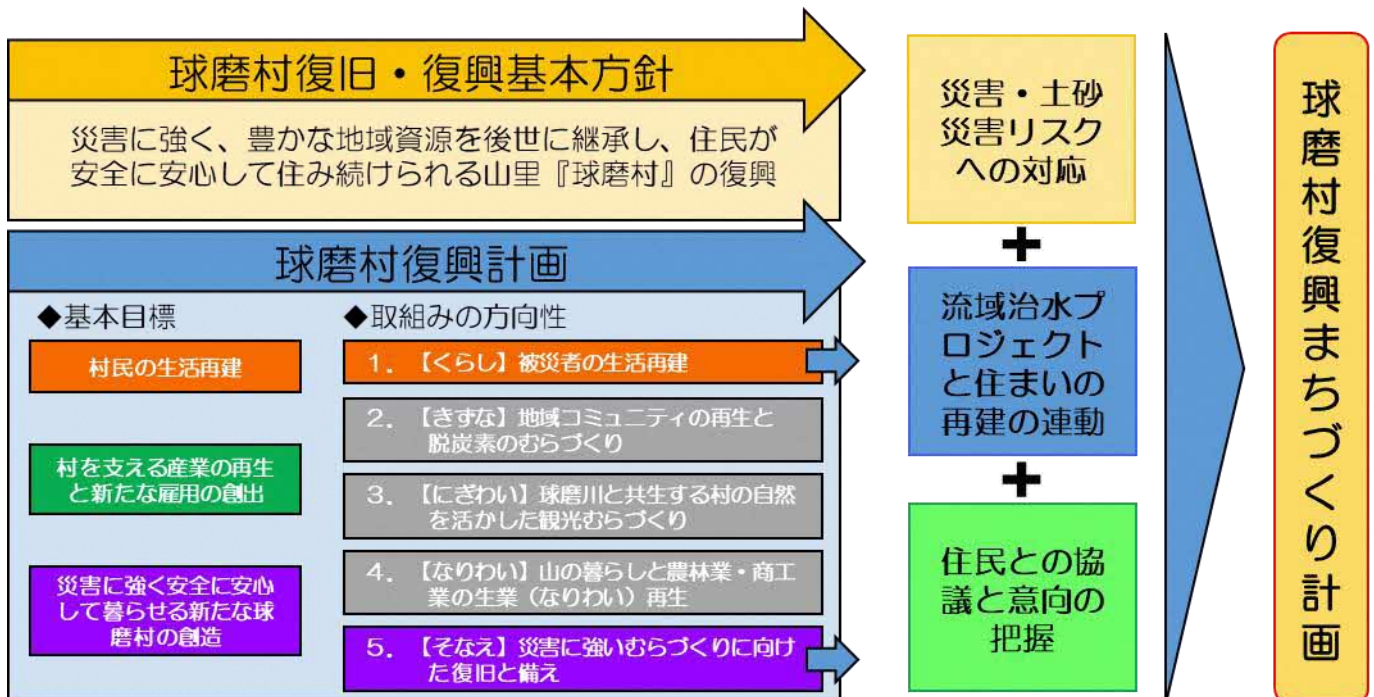 球磨村復旧・復興基本方針
災害に強く、豊かな地域資源を後世に継承し、住民が
安全に安心して住み続けられる山里『球磨村』の復興
球磨村復興計画
◆基本目標
村民の生活再建
村を支える産業の再生
と新たな雇用の創出
災害に強く安全に安心
して暮らせる新たな球
磨村の創造
◆取組みの方向性
1.【くらし】被災者の生活再建
2.【きずな】地域コミュニティの再生と
脱炭素のむらづくり
3.【にぎわい】球磨川と共生する村の自然
を活かした観光むらづくり
4.【なりわい】山の暮らしと農林業・商工
業の生業（なりわい）再生
5.【そなえ】災害に強いむらづくりに向け
た復旧と備え
災害・土砂
災害リスク
への対応
+
流域治水プ
ロジェクト
と住まいの
再建の連動
+
住民との協
議と意向の
把握
球磨村復興まちづくり計画